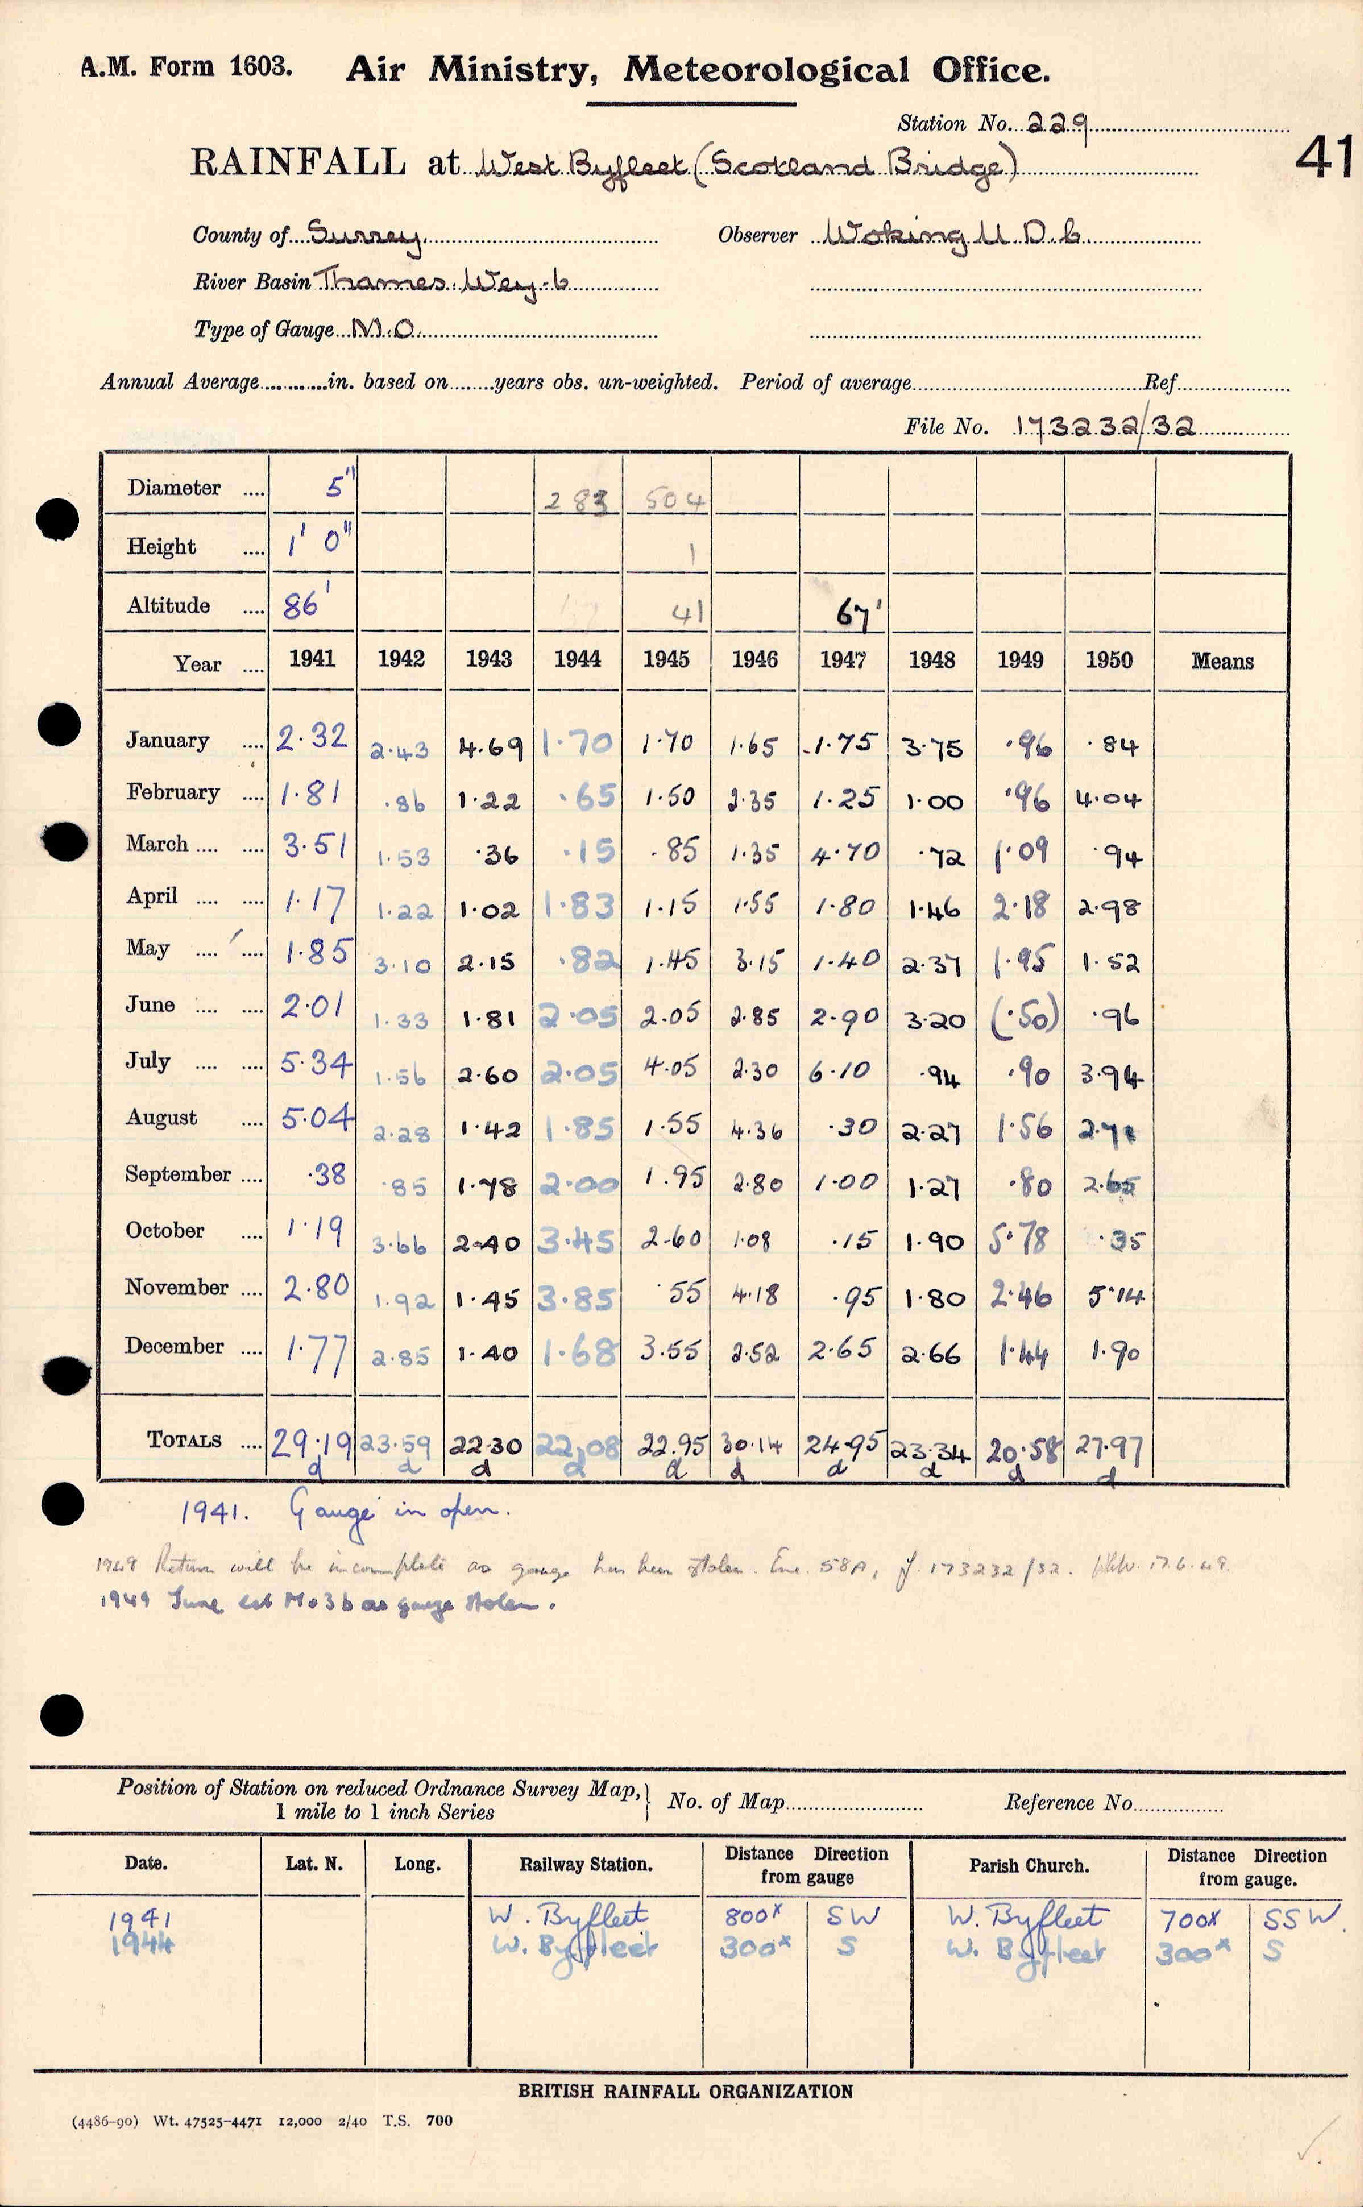 A.M. Form 1603. Air Ministry, Meteorological Office.
Station No. 229
41
RAINFALL at West Byfleet (Scotland Bridge)
County of Surrey Observer Woking U.D.C.
River Basin Thames. Wey-6
Type of Gauge M.O.
Annual Average in. based on years obs. un-weighted. Period of average Ref.
File No. 173232/32
Diameter .... 5" 283 504
Height .... 1' 0" 1
Altitude .... 86' 41 67'
Year .... 1941 1942 1943 1944 1945 1946 1947 1948 1949 1950 Means
January .... 2.32 2.43 4.69 1.70 1.70 1.65 1.75 3.75 .96 .84
February .... 1.81 .86 1.22 .65 1.50 2.35 1.25 1.00 .96 4.04
March .... .... 3.51 1.53 .36 .15 .85 1.35 4.70 .72 1.09 .94
April .... .... 1.17 1.22 1.02 1.83 1.15 1.55 1.80 1.46 2.18 2.98
May .... .... 1.85 3.10 2.15 .82 1.45 3.15 1.40 2.37 1.95 1.52
June .... .... 2.01 1.33 1.81 2.05 2.05 2.85 2.90 3.20 (.50) .96
July .... .... 5.34 1.56 2.60 2.05 4.05 2.30 6.10 .94 .90 3.94
August .... 5.04 2.28 1.42 1.85 1.55 4.36 .30 2.27 1.56 2.71
September .... .38 .85 1.78 2.00 1.95 2.80 1.00 1.27 .80 2.65
October .... 1.19 3.66 2.40 3.45 2.60 1.08 .15 1.90 5.78 .35
November .... 2.80 1.92 1.45 3.85 .55 4.18 .95 1.80 2.46 5.14
December .... 1.77 2.85 1.40 1.68 3.55 2.52 2.65 2.66 1.44 1.90
TOTALS .... 29.19 23.59 22.30 22.08 22.95 30.14 24.95 23.34 20.58 27.97
d d d d d d d d d d
1941. Gauge in open.
1949 Return will be incomplete as gauge has been stolen. Enc. 58A, of 173232/32. 17.6.49.
1949 June est M.O3b as gauge stolen.
Position of Station on reduced Ordnance Survey Map, 1 mile to 1 inch Series No. of Map Reference No.
Date. Lat. N. Long. Railway Station. Distance from gauge Direction Parish Church. Distance from gauge. Direction
1941 W. Byfleet 800x SW W. Byfleet 700x SSW.
1944 W. Byfleet 300x S W. Byfleet 300x S
BRITISH RAINFALL ORGANIZATION
(4486-90) Wt. 47525-4471 12,000 2/40 T.S. 700